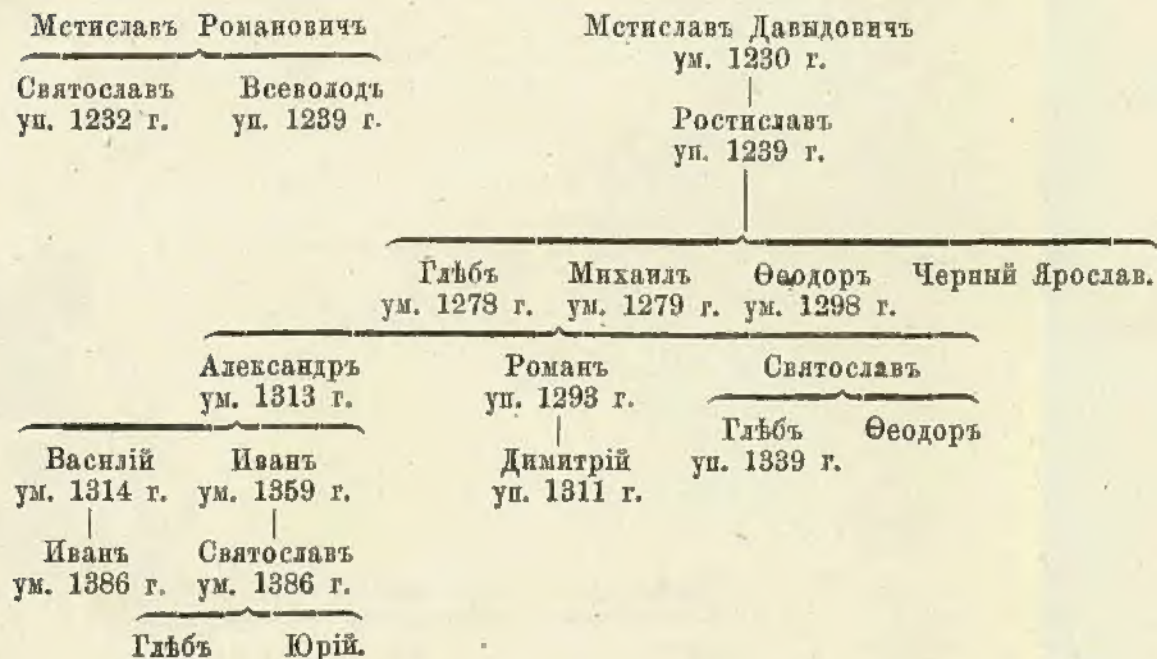 Мстиславъ Романовичъ Мстиславъ Давыдовичъ
ум. 1230 г.
Святославъ Всеволодъ
уп. 1232 г. уп. 1239 г.
Ростиславъ
уп. 1239 г.
Глѣбъ Михаилъ Ѳеодоръ Черный Ярослав.
ум. 1278 г. ум. 1279 г. ум. 1298 г.
Александръ Романъ Святославъ
ум. 1313 г. уп. 1293 г.
Глѣбъ Ѳеодоръ
уп. 1339 г.
Василій Иванъ Димитрій
ум. 1314 г. ум. 1359 г. уп. 1311 г.
Иванъ Святославъ
ум. 1386 г. ум. 1386 г.
Глѣбъ Юрій.